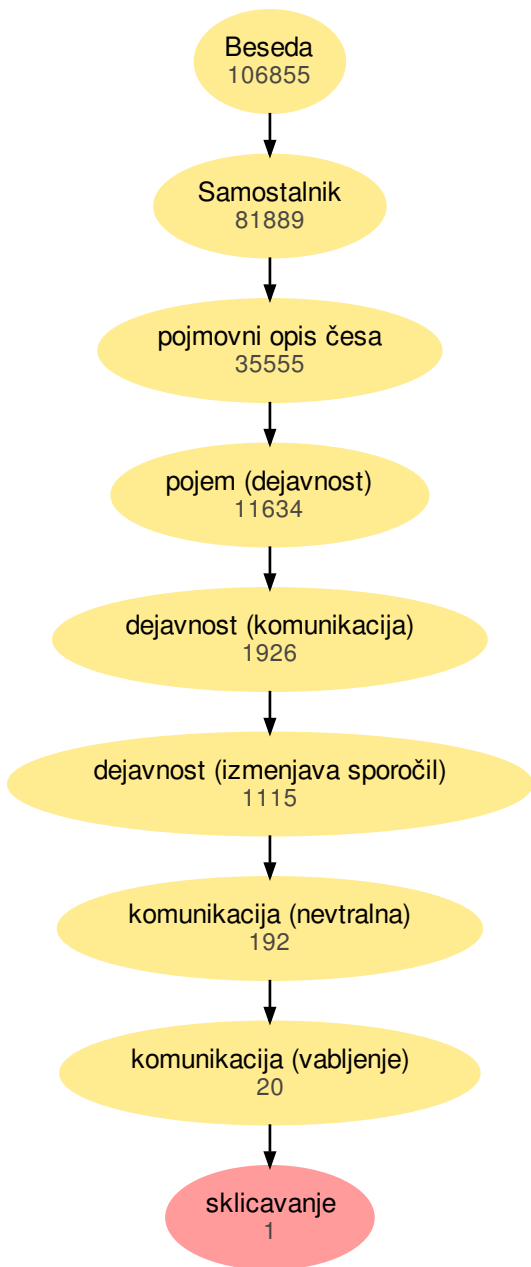 Beseda
106855
Samostalnik
81889
pojmovni opis česa
35555
pojem (dejavnost)
11634
dejavnost (komunikacija)
1926
dejavnost (izmenjava sporočil)
1115
komunikacija (nevtralna)
192
komunikacija (vabljenje)
20
sklicavanje
1